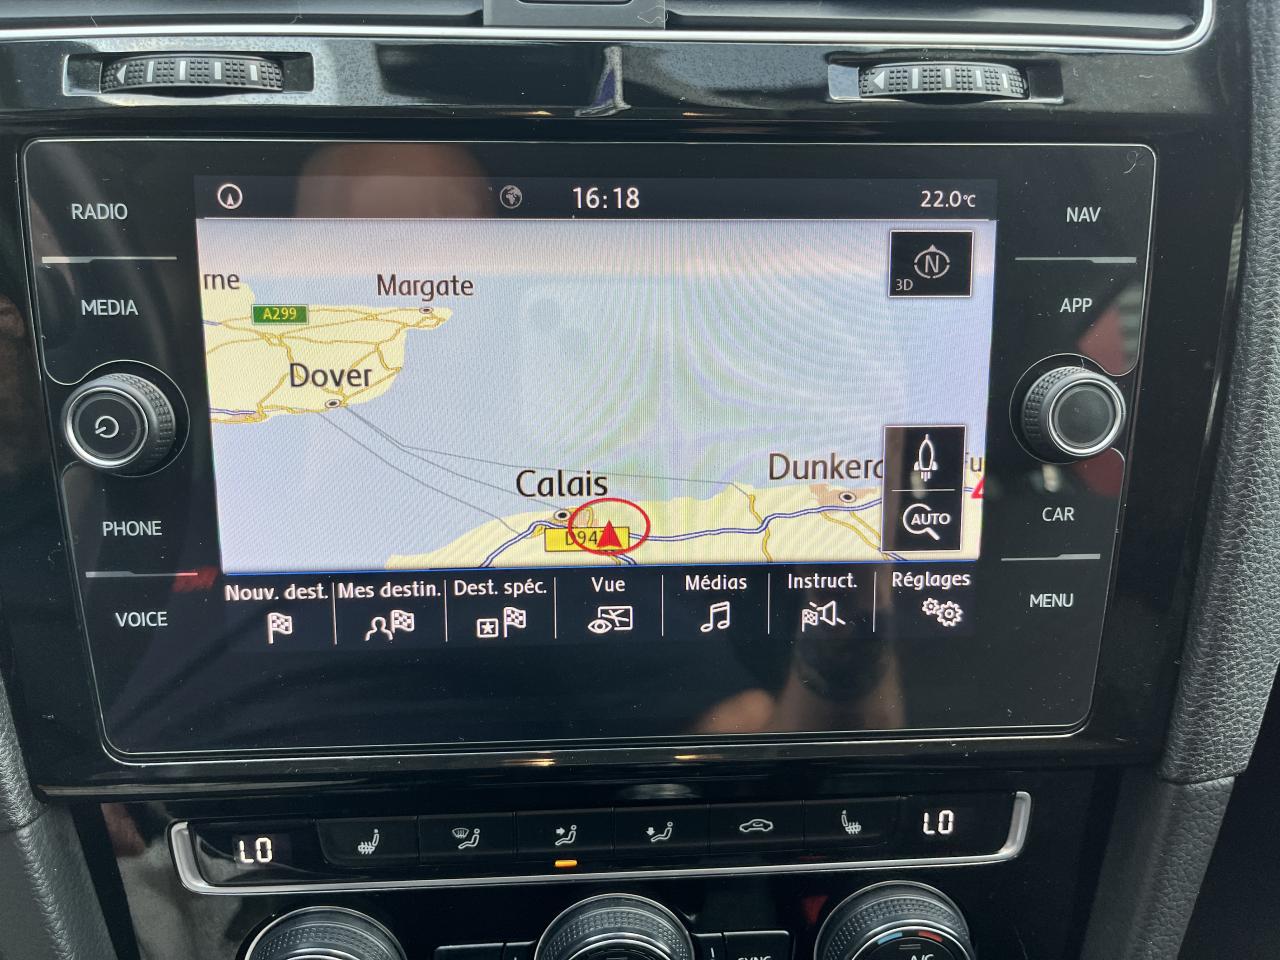 16:18
22.0°C
RADIO
NAV
rne
Margate
N
3D
A299
MEDIA
APP
Dover
Calais
Dunkerq
AUTO
PHONE
CAR
Nouv. dest.
Mes destin.
Dest. spéc.
Vue
Médias
Instruct.
Réglages
VOICE
MENU
LO
LO
SYNC
A/C